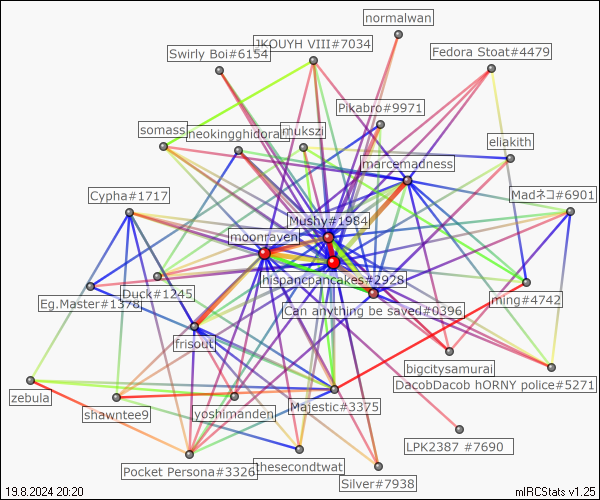 normalwan
JKOUYH VIII#7034
Swirly Boi#6154
Fedora Stoat#4479
Pikabro#9971
somass
neokingghidorah
mukszi
eliakith
marcemadness
Cypha#1717
Madネコ#6901
Mushy#1984
moonraven
hispancpancakes#2928
Eg.Master#1378
Duck#1245
Can anything be saved#0396
ming#4742
frisout
bigcitysamurai
DacobDacob hORNY police#5271
zebula
shawntee9
yoshimanden
Majestic#3375
LPK2387 #7690
Pocket Persona#3326
thesecondtwat
Silver#7938
19.8.2024 20:20
mIRCStats v1.25